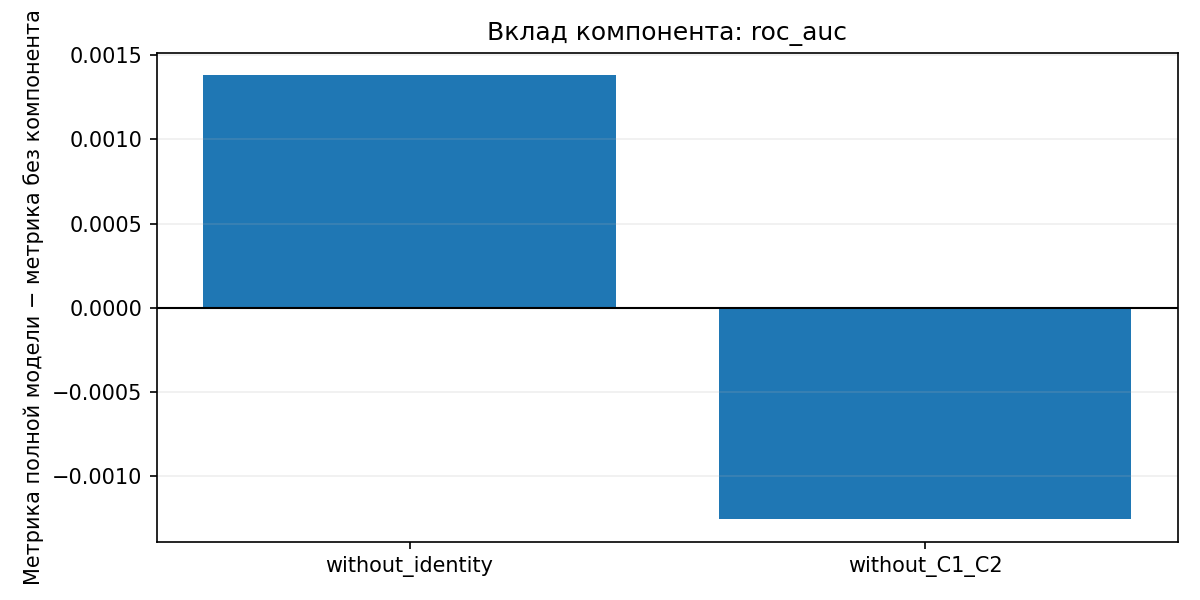 Вклад компонента: roc_auc
Метрика полной модели − метрика без компонента
0.0015
0.0010
0.0005
0.0000
−0.0005
−0.0010
without_identity
without_C1_C2